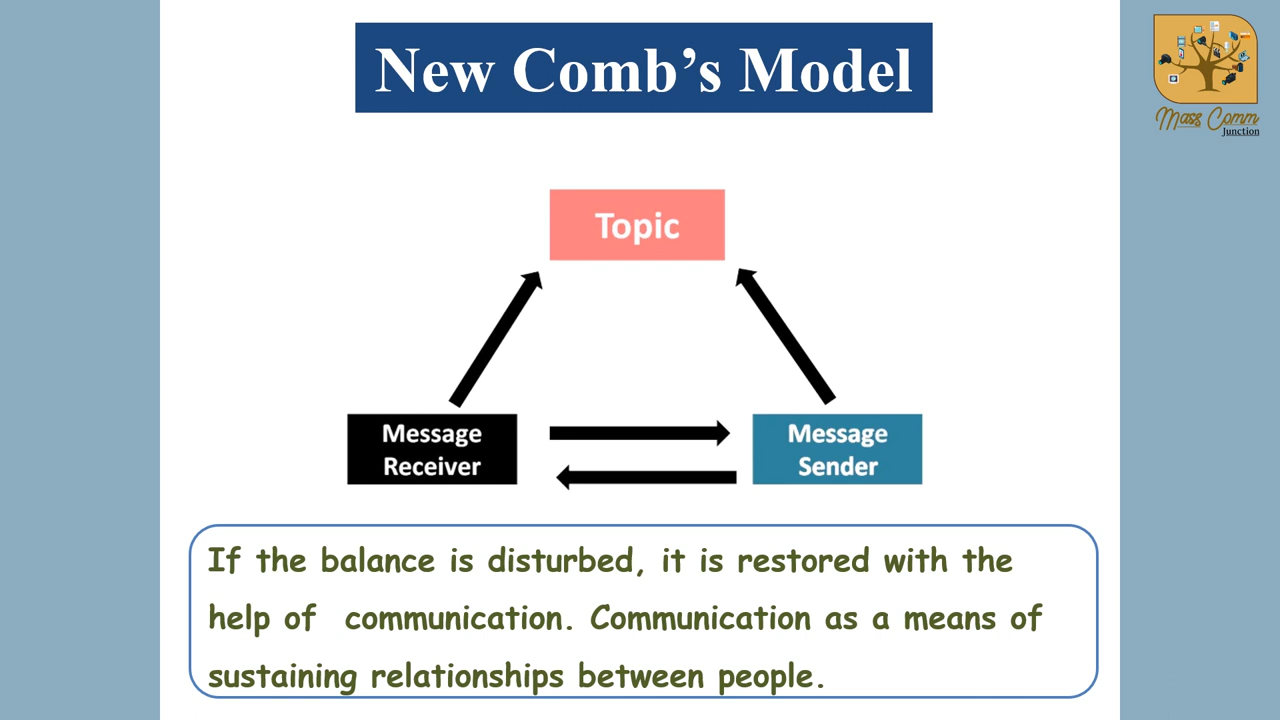 New Comb’s Model
Mass Comm
Junction
Topic
Message
Receiver
Message
Sender
If the balance is disturbed, it is restored with the
help of communication. Communication as a means of
sustaining relationships between people.